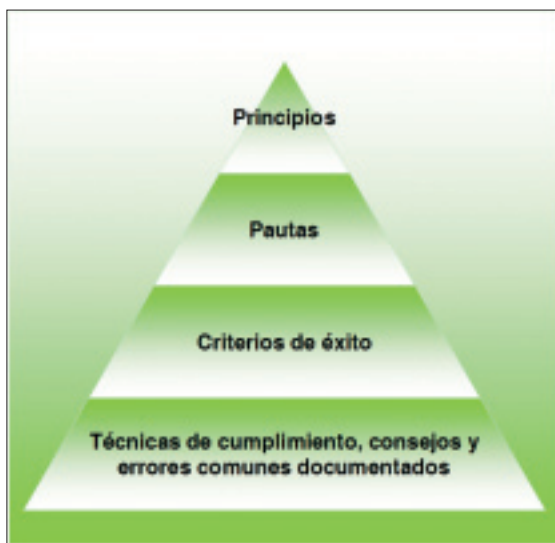 Principios
Pautas
Criterios de éxito
Técnicas de cumplimiento, consejos y
errores comunes documentados